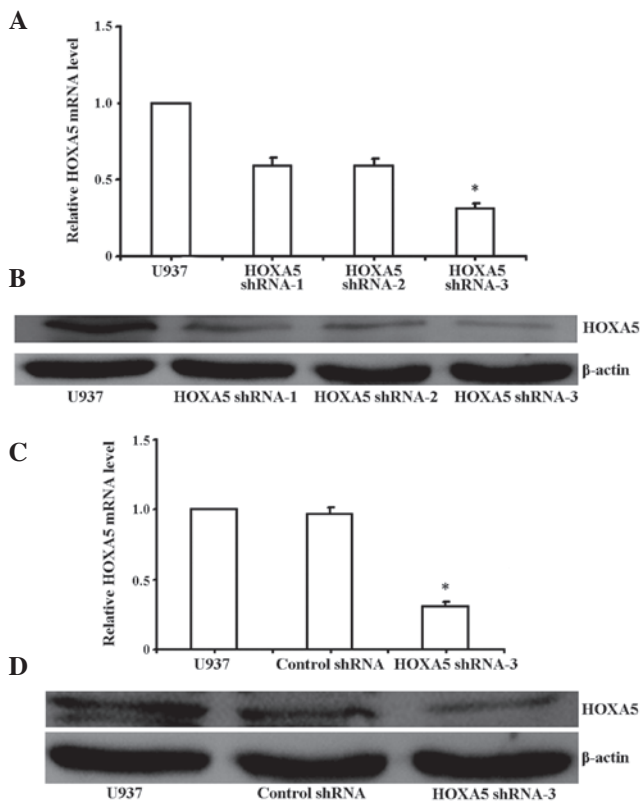 A
Relative HOXA5 mRNA level
1.5
1.0
0.5
0
*
U937
HOXA5 shRNA-1
HOXA5 shRNA-2
HOXA5 shRNA-3
B
HOXA5
β-actin
U937
HOXA5 shRNA-1
HOXA5 shRNA-2
HOXA5 shRNA-3
C
Relative HOXA5 mRNA level
1.5
1.0
0.5
0
*
U937
Control shRNA
HOXA5 shRNA-3
D
HOXA5
β-actin
U937
Control shRNA
HOXA5 shRNA-3